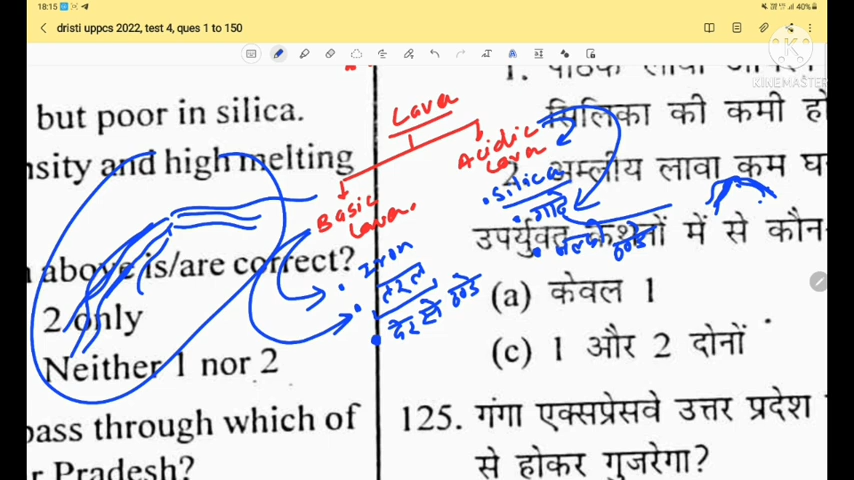 18:15
40%
dristi uppcs 2022, test 4, ques 1 to 150
KINEMASTER
but poor in silica.
nsity and high melting
above is/are correct?
2 only
Neither 1 nor 2
pass through which of
r Pradesh?
Lava
Basic Lava.
Acidic Lava
Iron
तरल
देर से ठंडे
silica
गाढ़
सिलिका की कमी हो
2. अम्लीय लावा कम घ
उपर्युक्त कथनों में से कौन
(a) केवल 1
(c) 1 और 2 दोनों
125. गंगा एक्सप्रेसवे उत्तर प्रदेश
से होकर गुजरेगा?